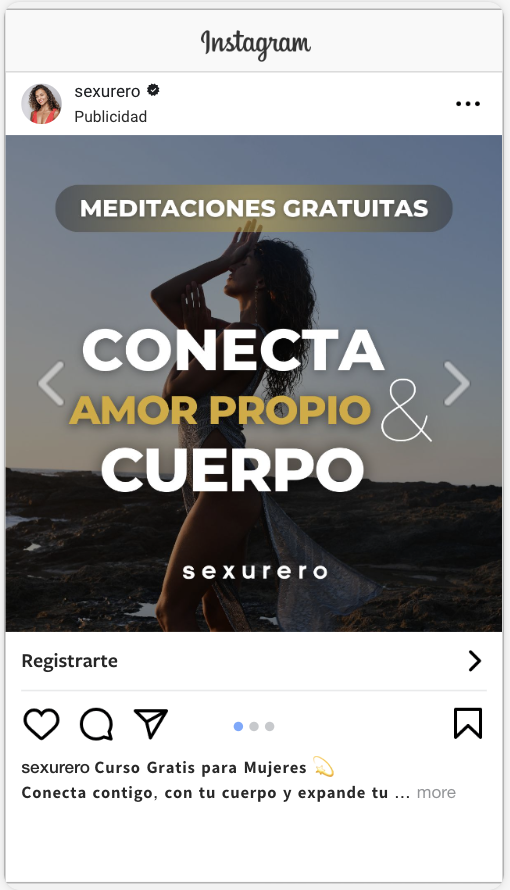 Instagram
sexurero
Publicidad
MEDITACIONES GRATUITAS
CONECTA
AMOR PROPIO &
CUERPO
sexurero
Registrarte
sexurero Curso Gratis para Mujeres 💫
Conecta contigo, con tu cuerpo y expande tu ... more